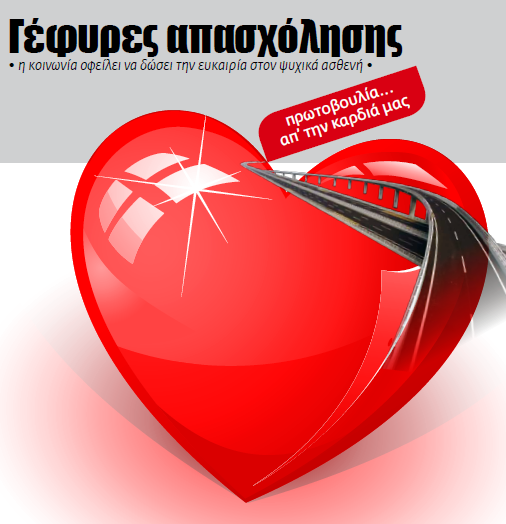 Γέφυρες απασχόλησης
• η κοινωνία οφείλει να δώσει την ευκαιρία στον ψυχικά ασθενή •
πρωτοβουλία...
απ' την καρδιά μας